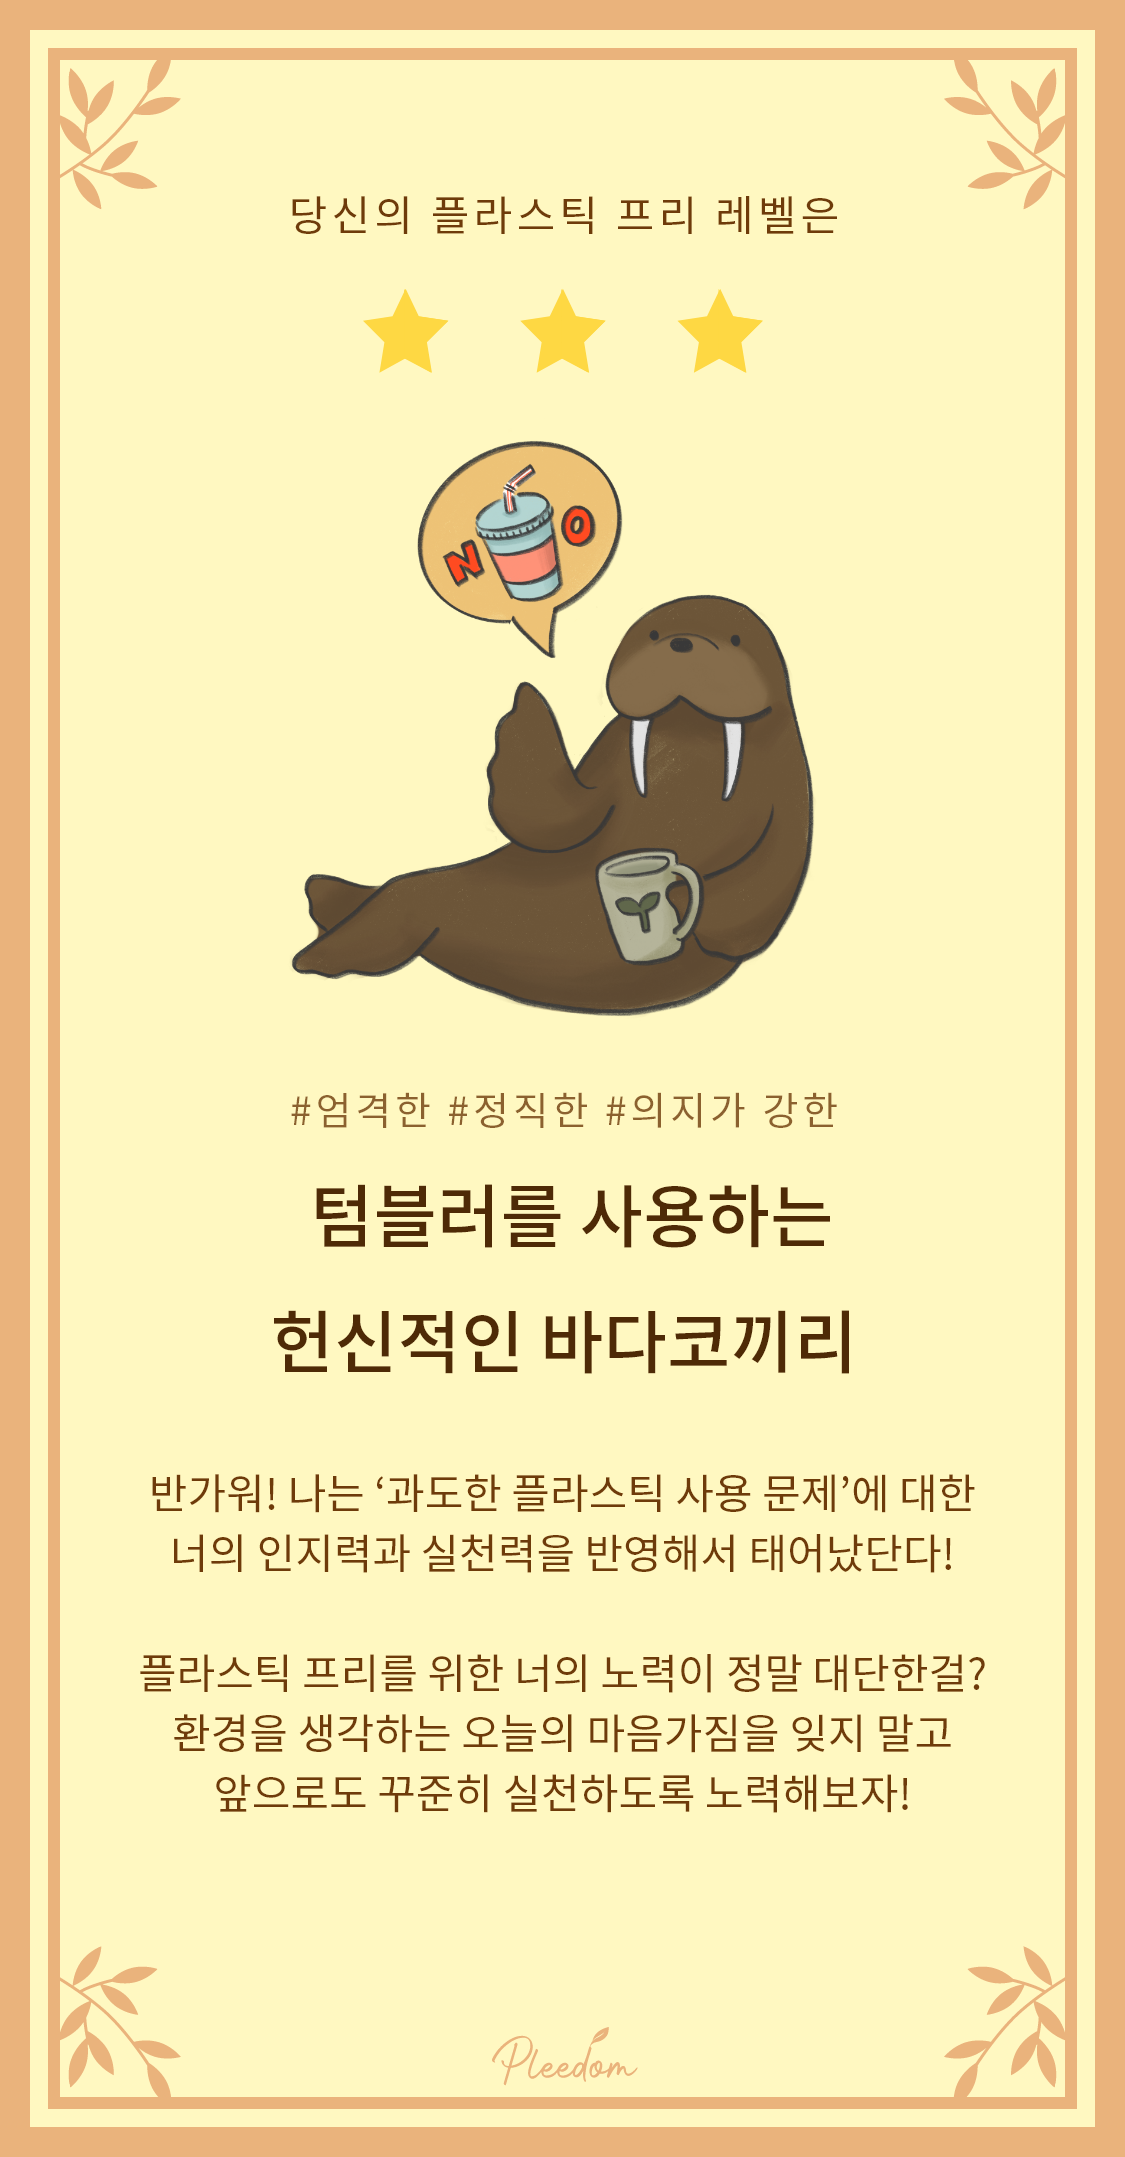 당신의 플라스틱 프리 레벨은
N O
#엄격한 #정직한 #의지가 강한
텀블러를 사용하는
헌신적인 바다코끼리
반가워! 나는 ‘과도한 플라스틱 사용 문제’에 대한
너의 인지력과 실천력을 반영해서 태어났단다!
플라스틱 프리를 위한 너의 노력이 정말 대단한걸?
환경을 생각하는 오늘의 마음가짐을 잊지 말고
앞으로도 꾸준히 실천하도록 노력해보자!
Pleedom